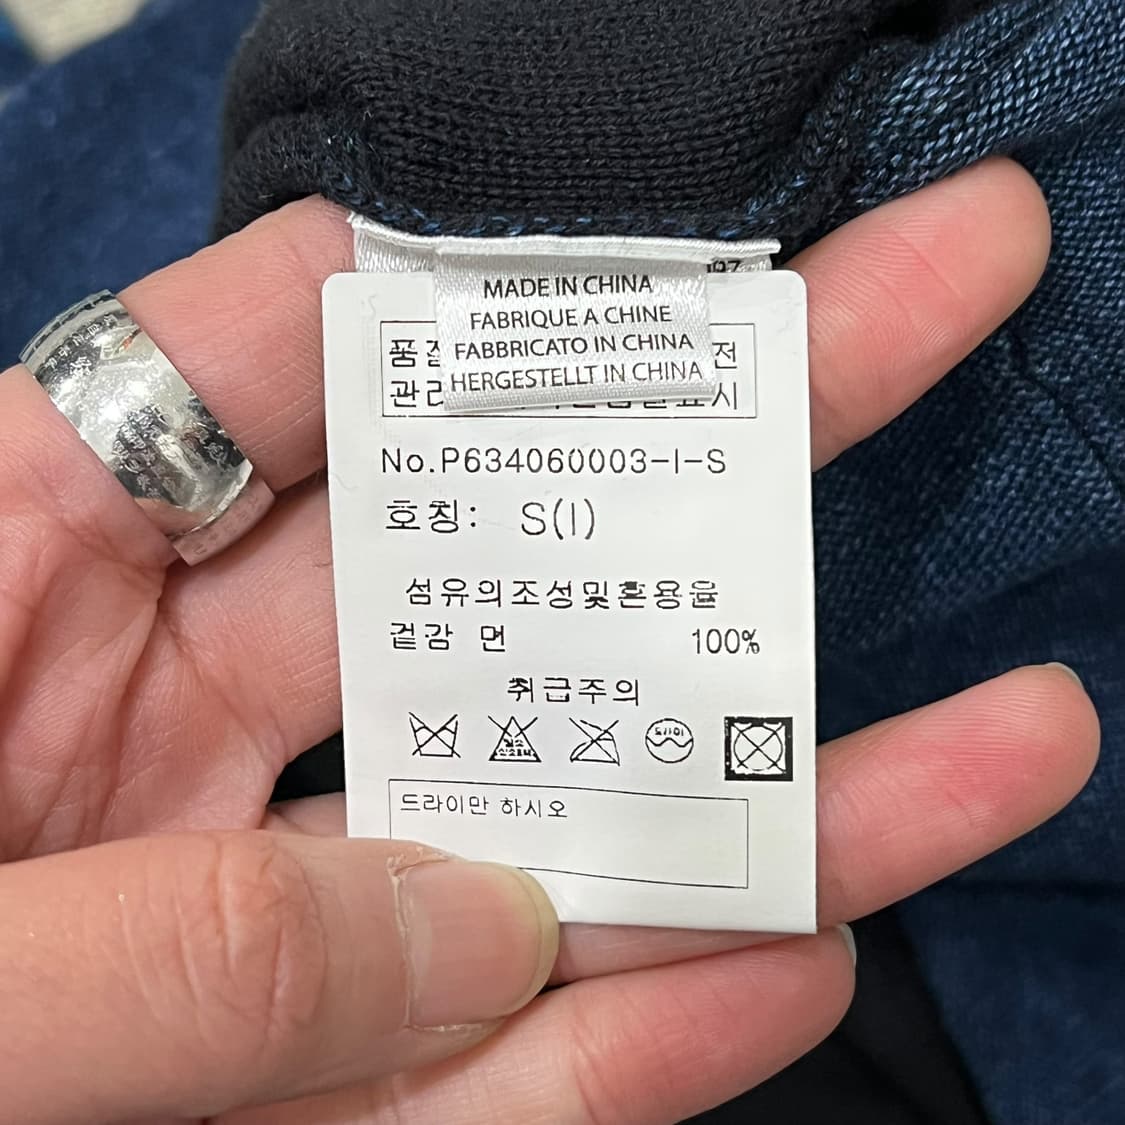 MADE IN CHINA
FABRIQUE A CHINE
FABBRICATO IN CHINA
HERGESTELLT IN CHINA
No.P634060003-I-S
호칭: S(I)
섬유의조성및혼용율
겉감 면 100%
취급주의
드라이
드라이만 하시오